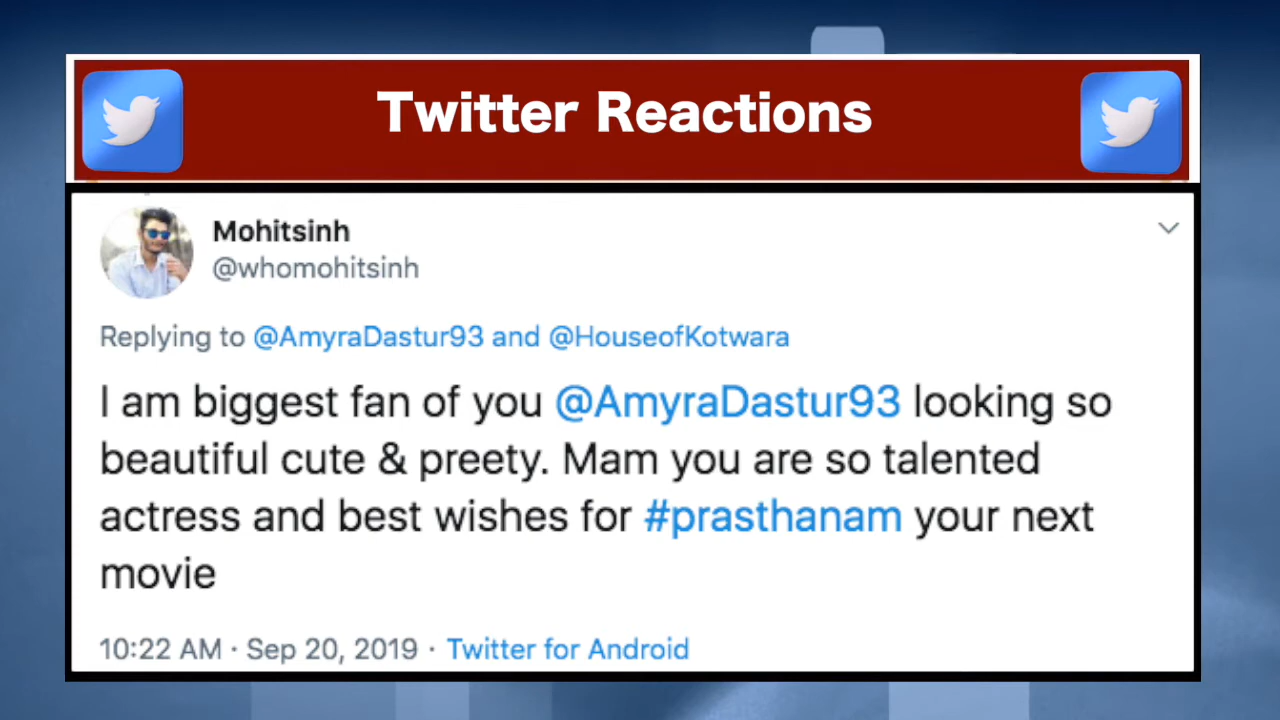 Twitter Reactions
Mohitsinh
@whomohitsinh
Replying to @AmyraDastur93 and @HouseofKotwara
I am biggest fan of you @AmyraDastur93 looking so
beautiful cute & preety. Mam you are so talented
actress and best wishes for #prasthanam your next
movie
10:22 AM · Sep 20, 2019 · Twitter for Android